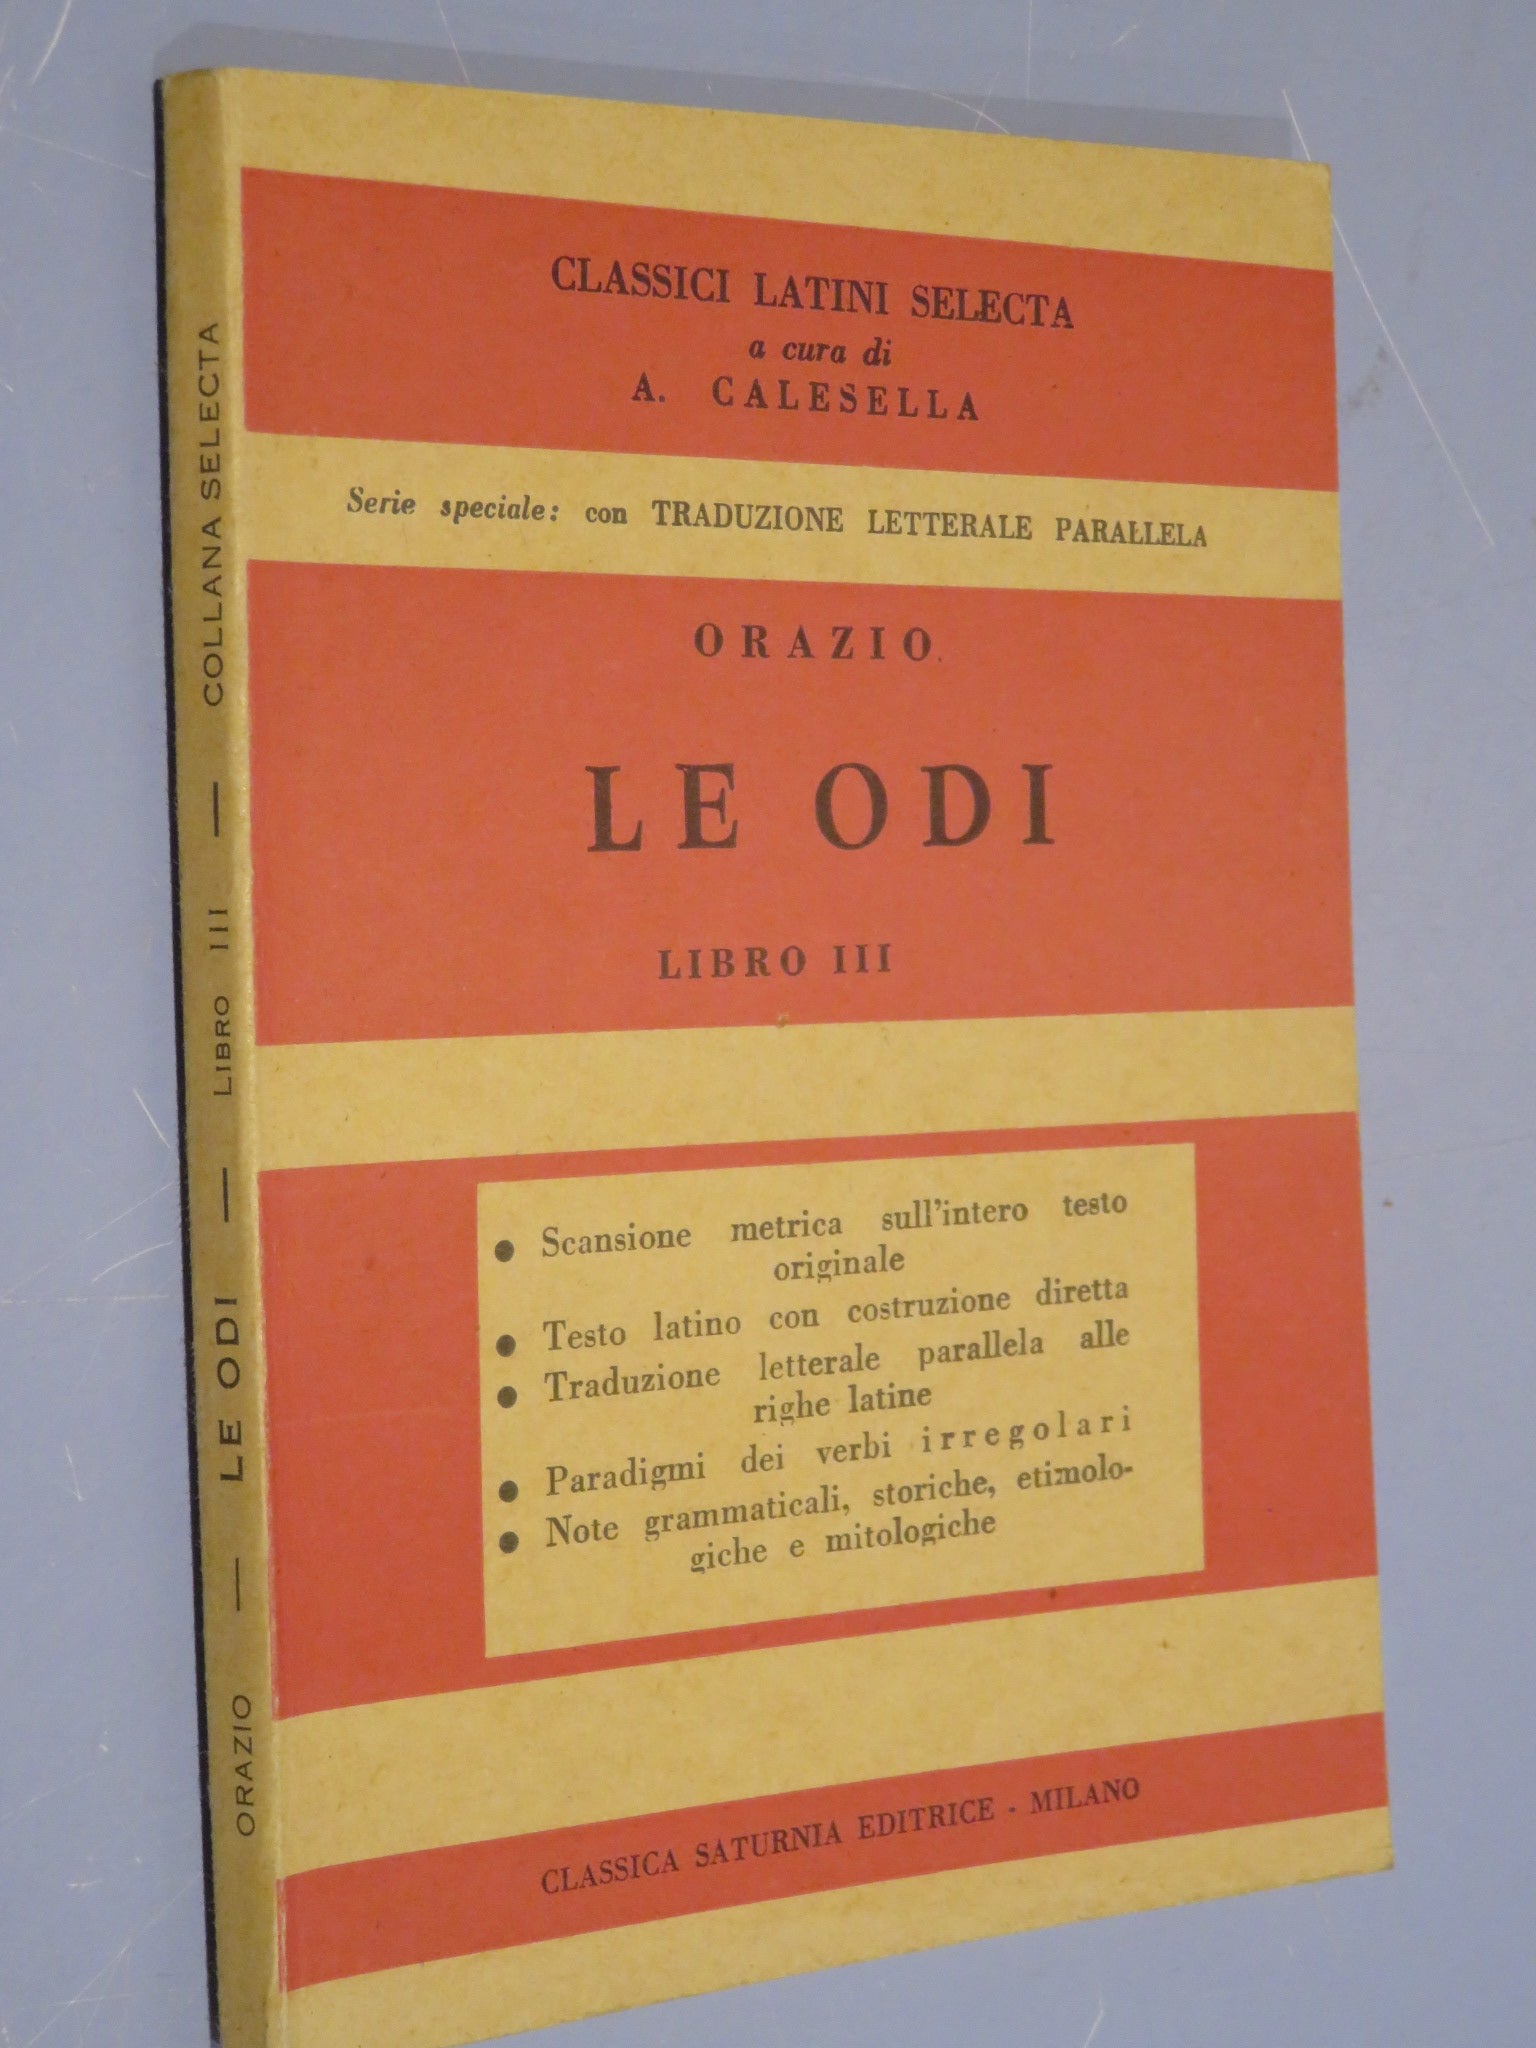 CLASSICI LATINI SELECTA
a cura di
A. CALESELLA
Serie speciale: con TRADUZIONE LETTERALE PARALLELA
ORAZIO
LE ODI
LIBRO III
• Scansione metrica sull'intero testo
originale
• Testo latino con costruzione diretta
• Traduzione letterale parallela alle
righe latine
• Paradigmi dei verbi irregolari
• Note grammaticali, storiche, etimolo-
giche e mitologiche
CLASSICA SATURNIA EDITRICE - MILANO
ORAZIO — LE ODI — LIBRO III — COLLANA SELECTA